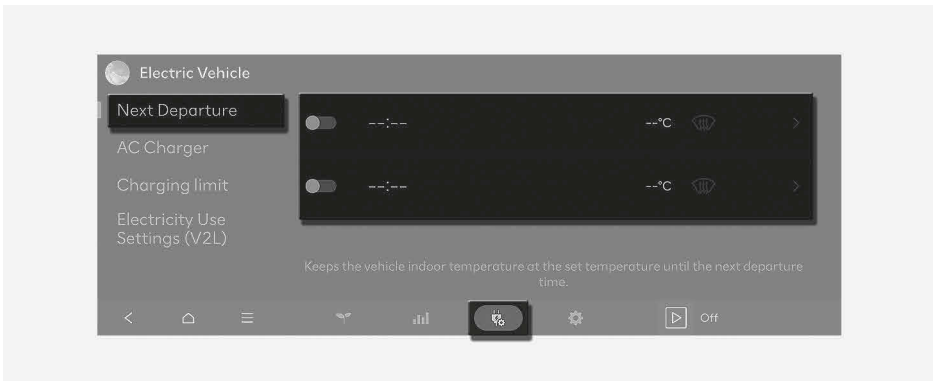 Electric Vehicle
Next Departure
--:--
--°C
AC Charger
Charging limit
--:--
--°C
Electricity Use
Settings (V2L)
Keeps the vehicle indoor temperature at the set temperature until the next departure
time.
Off